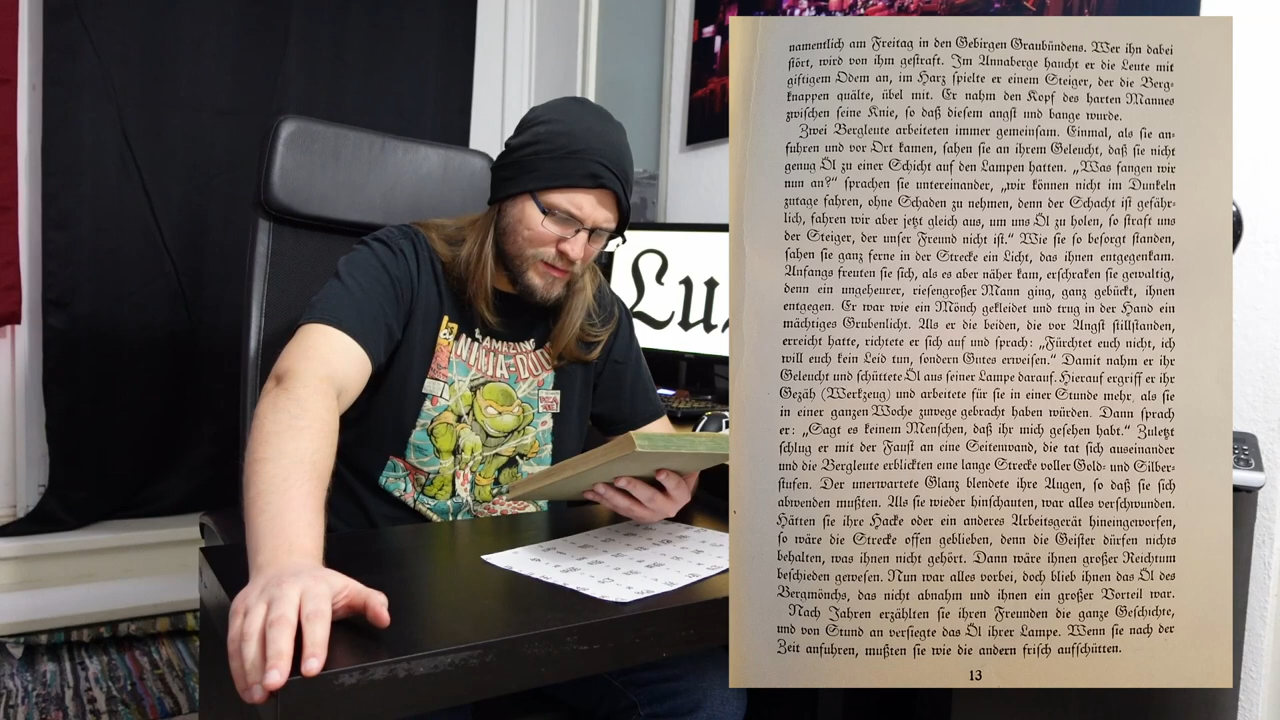 THE AMAZING
NINJA-DUDE
Lu
namentlich am Freitag in den Gebirgen Graubündens. Wer ihn dabei
stört, wird von ihm gestraft. Im Annaberge haucht er die Leute mit
giftigem Odem an, im Harz spielte er einem Steiger, der die Berg-
knappen quälte, übel mit. Er nahm den Kopf des harten Mannes
zwischen seine Knie, so daß diesem angst und bange wurde.
Zwei Bergleute arbeiteten immer gemeinsam. Einmal, als sie an-
fuhren und vor Ort kamen, sahen sie an ihrem Geleucht, daß sie nicht
genug Öl zu einer Schicht auf den Lampen hatten. „Was fangen wir
nun an?“ sprachen sie untereinander, „wir können nicht im Dunkeln
zutage fahren, ohne Schaden zu nehmen, denn der Schacht ist gefähr-
lich, fahren wir aber jetzt gleich aus, um uns Öl zu holen, so straft uns
der Steiger, der unser Freund nicht ist.“ Wie sie so besorgt standen,
sahen sie ganz ferne in der Strecke ein Licht, das ihnen entgegenkam.
Anfangs freuten sie sich, als es aber näher kam, erschraken sie gewaltig,
denn ein ungeheurer, riesengroßer Mann ging, ganz gebückt, ihnen
entgegen. Er war wie ein Mönch gekleidet und trug in der Hand ein
mächtiges Grubenlicht. Als er die beiden, die vor Angst stillstanden,
erreicht hatte, richtete er sich auf und sprach: „Fürchtet euch nicht, ich
will euch kein Leid tun, sondern Gutes erweisen.“ Damit nahm er ihr
Geleucht und schüttete Öl aus seiner Lampe darauf. Hierauf ergriff er ihr
Gezäh (Werkzeug) und arbeitete für sie in einer Stunde mehr, als sie
in einer ganzen Woche zuwege gebracht haben würden. Dann sprach
er: „Sagt es keinem Menschen, daß ihr mich gesehen habt.“ Zuletzt
schlug er mit der Faust an eine Seitenwand, die tat sich auseinander
und die Bergleute erblickten eine lange Strecke voller Gold- und Silber-
stufen. Der unerwartete Glanz blendete ihre Augen, so daß sie sich
abwenden mußten. Als sie wieder hinschauten, war alles verschwunden.
Hätten sie ihre Hacke oder ein anderes Arbeitsgerät hineingeworfen,
so wäre die Strecke offen geblieben, denn die Geister dürfen nichts
behalten, was ihnen nicht gehört. Dann wäre ihnen großer Reichtum
beschieden gewesen. Nun war alles vorbei, doch blieb ihnen das Öl des
Bergmönchs, das nicht abnahm und ihnen ein großer Vorteil war.
Nach Jahren erzählten sie ihren Freunden die ganze Geschichte,
und von Stund an versiegte das Öl ihrer Lampe. Wenn sie nach der
Zeit anfuhren, mußten sie wie die andern frisch aufschütten.
13